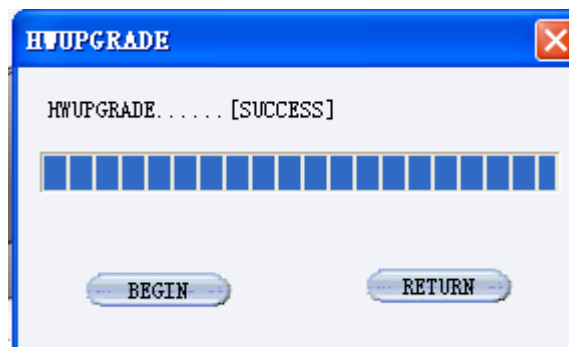 HWUPGRADE
HWUPGRADE......[SUCCESS]
BEGIN
RETURN